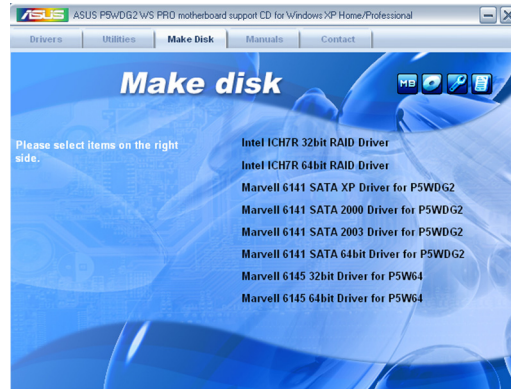 ASUS ASUS P5WDG2 WS PRO motherboard support CD for Windows XP Home/Professional
Drivers Utilities Make Disk Manuals Contact
Make disk
MB
Please select items on the right
side.
Intel ICH7R 32bit RAID Driver
Intel ICH7R 64bit RAID Driver
Marvell 6141 SATA XP Driver for P5WDG2
Marvell 6141 SATA 2000 Driver for P5WDG2
Marvell 6141 SATA 2003 Driver for P5WDG2
Marvell 6141 SATA 64bit Driver for P5WDG2
Marvell 6145 32bit Driver for P5W64
Marvell 6145 64bit Driver for P5W64